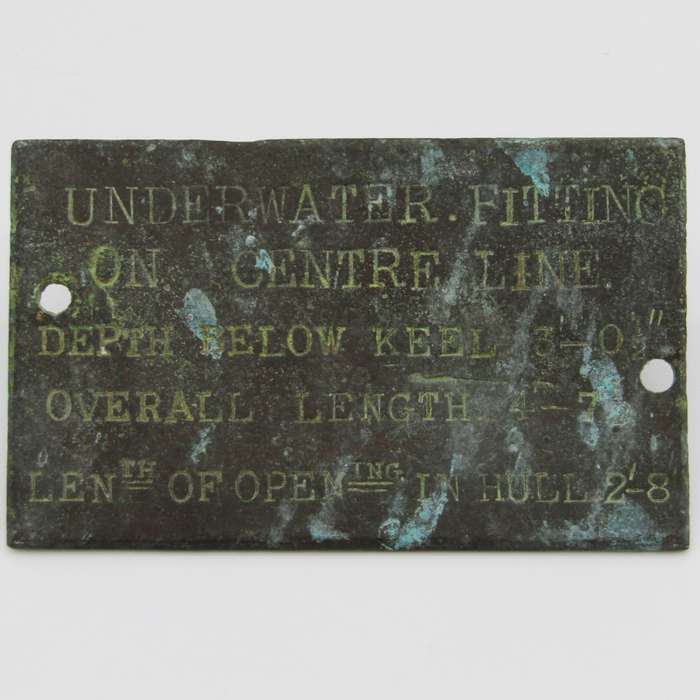 UNDERWATER. FITTING
ON. CENTRE LINE.
DEPTH BELOW KEEL 3'-0½"
OVERALL LENGTH. 4'-7"
LENᵀᴴ OF OPENᴵᴺᴳ IN HULL 2'-8"